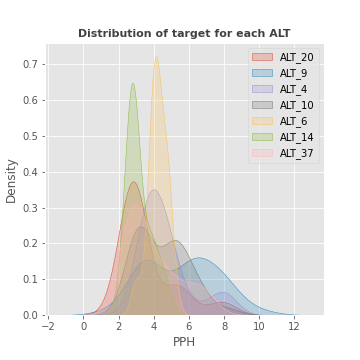 Distribution of target for each ALT
0.7
0.6
0.5
0.4
0.3
0.2
0.1
0.0
Density
ALT_20
ALT_9
ALT_4
ALT_10
ALT_6
ALT_14
ALT_37
−2 0 2 4 6 8 10 12
PPH